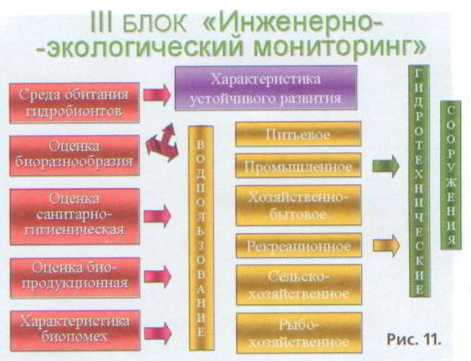 III БЛОК «Инженерно-
-экологический мониторинг»
Среда обитания
гидробионтов
Оценка
биоразнообразия
Оценка
санитарно-
гигиеническая
Оценка био-
продукционная
Характеристика
биопомех
Характеристика
устойчивого развития
ВОДПОЛЬЗОВАНИЕ
Питьевое
Промышленное
Хозяйственно-
бытовое
Рекреационное
Сельско-
хозяйственное
Рыбо-
хозяйственное
ГИДРОТЕХНИЧЕСКИЕ
СООРУЖЕНИЯ
Рис. 11.